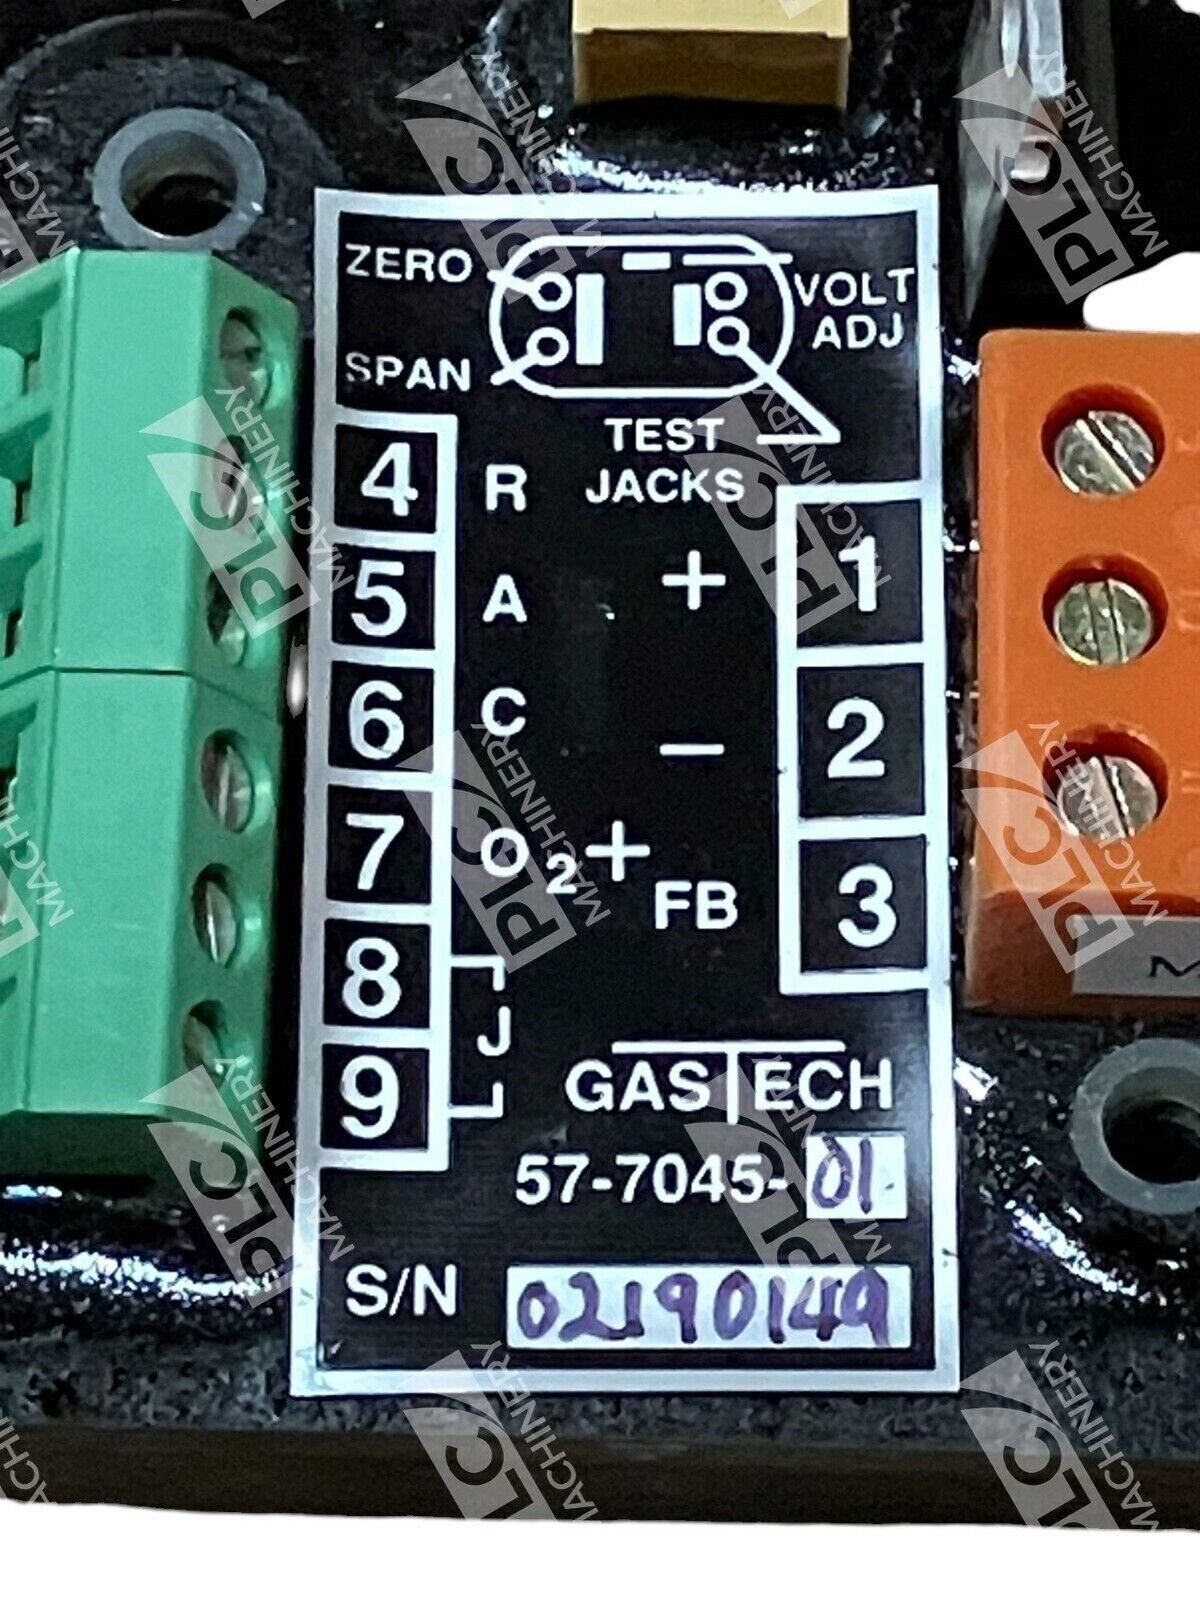 ZERO
SPAN
VOLT
ADJ
TEST
JACKS
4 R
5 A
6 C
7 O2
8
J
9
+ 1
- 2
+
FB 3
GASTECH
57-7045-01
S/N 02190149
M
PLC MACHINERY